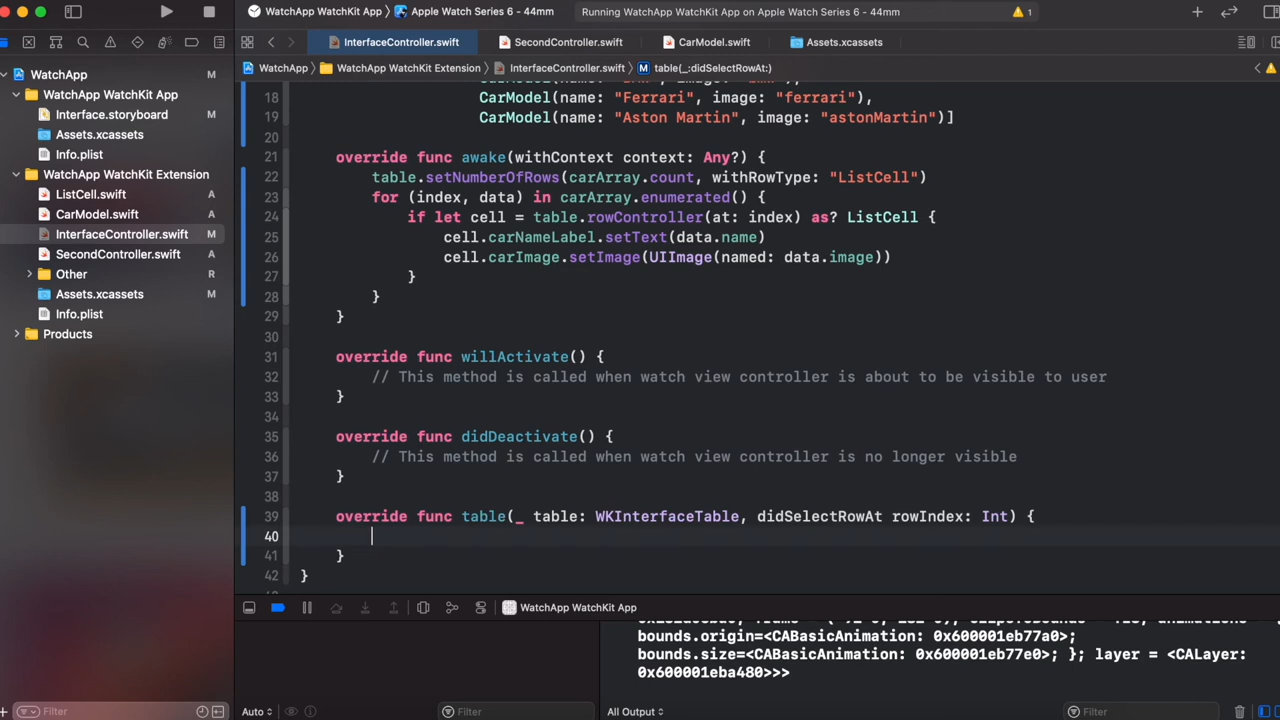 WatchApp WatchKit App
Apple Watch Series 6 - 44mm
Running WatchApp WatchKit App on Apple Watch Series 6 - 44mm
1
InterfaceController.swift
SecondController.swift
CarModel.swift
Assets.xcassets
WatchApp
WatchKit Extension
InterfaceController.swift
table(_:didSelectRowAt:)
WatchApp M
WatchKit App
Interface.storyboard M
Assets.xcassets
Info.plist
WatchApp WatchKit Extension M
ListCell.swift A
CarModel.swift A
InterfaceController.swift M
SecondController.swift A
Other R
Assets.xcassets M
Info.plist
Products
18 CarModel(name: "Ferrari", image: "ferrari"),
19 CarModel(name: "Aston Martin", image: "astonMartin")]
20
21 override func awake(withContext context: Any?) {
22 table.setNumberOfRows(carArray.count, withRowType: "ListCell")
23 for (index, data) in carArray.enumerated() {
24 if let cell = table.rowController(at: index) as? ListCell {
25 cell.carNameLabel.setText(data.name)
26 cell.carImage.setImage(UIImage(named: data.image))
27 }
28 }
29 }
30
31 override func willActivate() {
32 // This method is called when watch view controller is about to be visible to user
33 }
34
35 override func didDeactivate() {
36 // This method is called when watch view controller is no longer visible
37 }
38
39 override func table(_ table: WKInterfaceTable, didSelectRowAt rowIndex: Int) {
40
41 }
42 }
WatchApp WatchKit App
bounds.origin=<CABasicAnimation: 0x600001eb77a0>;
bounds.size=<CABasicAnimation: 0x600001eb77e0>; }; layer = <CALayer:
0x600001eba480>>>
Filter
Auto
Filter
All Output
Filter